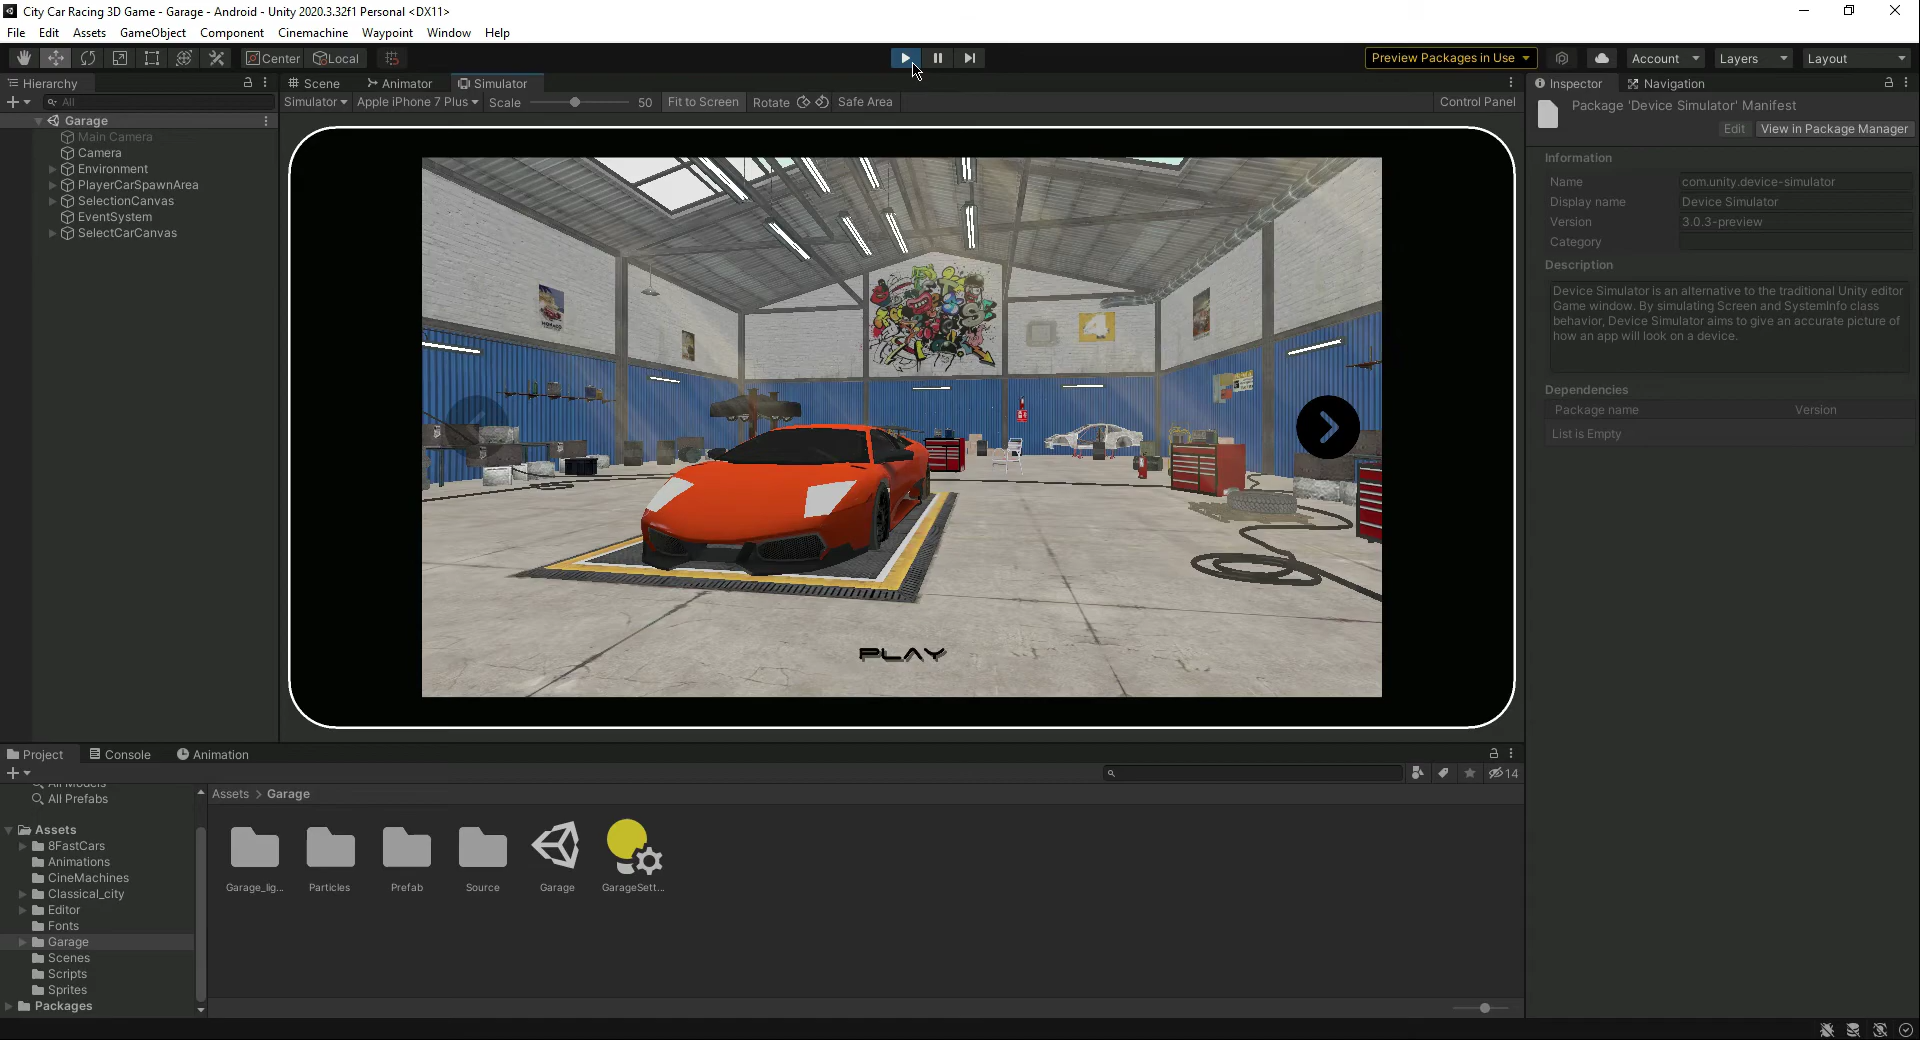 City Car Racing 3D Game - Garage - Android - Unity 2020.3.32f1 Personal <DX11>
File Edit Assets GameObject Component Cinemachine Waypoint Window Help
Center Local Preview Packages in Use Account Layers Layout
Hierarchy
All
Garage
Main Camera
Camera
Environment
PlayerCarSpawnArea
SelectionCanvas
EventSystem
SelectCarCanvas
Scene Animator Simulator
Simulator Apple iPhone 7 Plus Scale 50 Fit to Screen Rotate Safe Area Control Panel
4
PLAY
Inspector Navigation
Package 'Device Simulator' Manifest
Edit View in Package Manager
Information
Name com.unity.device-simulator
Display name Device Simulator
Version 3.0.3-preview
Category
Description
Device Simulator is an alternative to the traditional Unity editor
Game window. By simulating Screen and SystemInfo class
behavior, Device Simulator aims to give an accurate picture of
how an app will look on a device.
Dependencies
Package name Version
List is Empty
Project Console Animation
14
All Models
All Prefabs
Assets
8FastCars
Animations
CineMachines
Classical_city
Editor
Fonts
Garage
Scenes
Scripts
Sprites
Packages
Assets > Garage
Garage_lig... Particles Prefab Source Garage GarageSett...